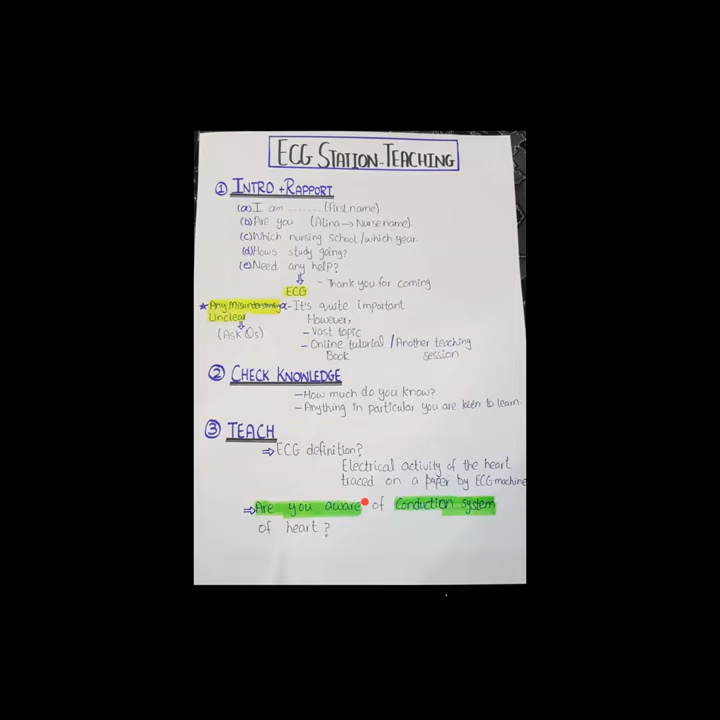 ECG STATION-TEACHING
① INTRO + RAPPORT
(a) I am ........ (First name)
(b) Are you (Alina → Nurse name).
(c) Which nursing school / which year
(d) Hows study going?
(e) Need any help?
⇓ - Thank you for coming
ECG
★ Any Misunderstanding - It's quite important
Unclear However,
⇓ - Vast topic
(Ask Qs) - Online tutorial / Another teaching
Book session
② CHECK KNOWLEDGE
- How much do you know?
- Anything in particular you are keen to learn
③ TEACH
⇒ ECG definition?
Electrical activity of the heart
traced on a paper by ECG machine
⇒ Are you aware of Conduction system
of heart?